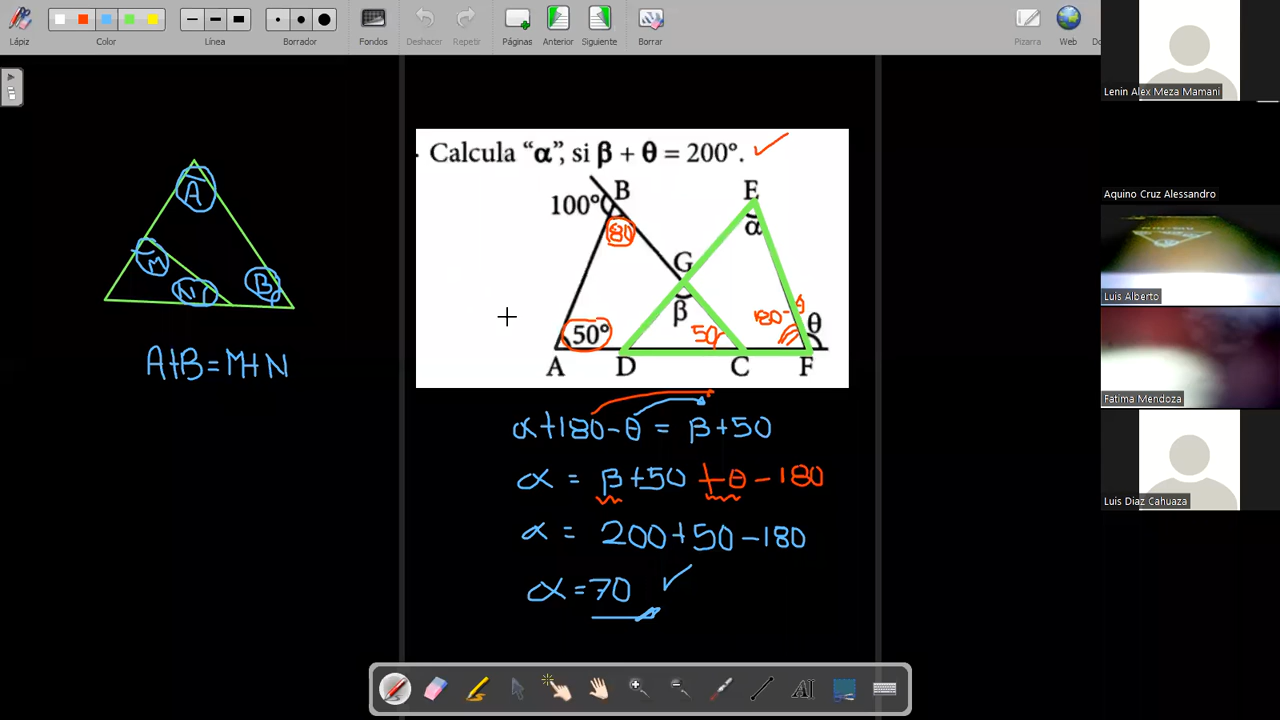 Lápiz
Color
Línea
Borrador
Fondos
Deshacer
Repetir
Páginas
Anterior
Siguiente
Borrar
Pizarra
Web
Lenin Alex Meza Mamani
Aquino Cruz Alessandro
Luis Alberto
Fatima Mendoza
Luis Diaz Cahuaza
A
M
N
B
A+B=M+N
Calcula “α”, si β + θ = 200°.
100° B E
80 α
G
β
50° 50 180-θ θ
A D C F
α+180-θ = β+50
α = β+50 +θ-180
α = 200+50-180
α = 70